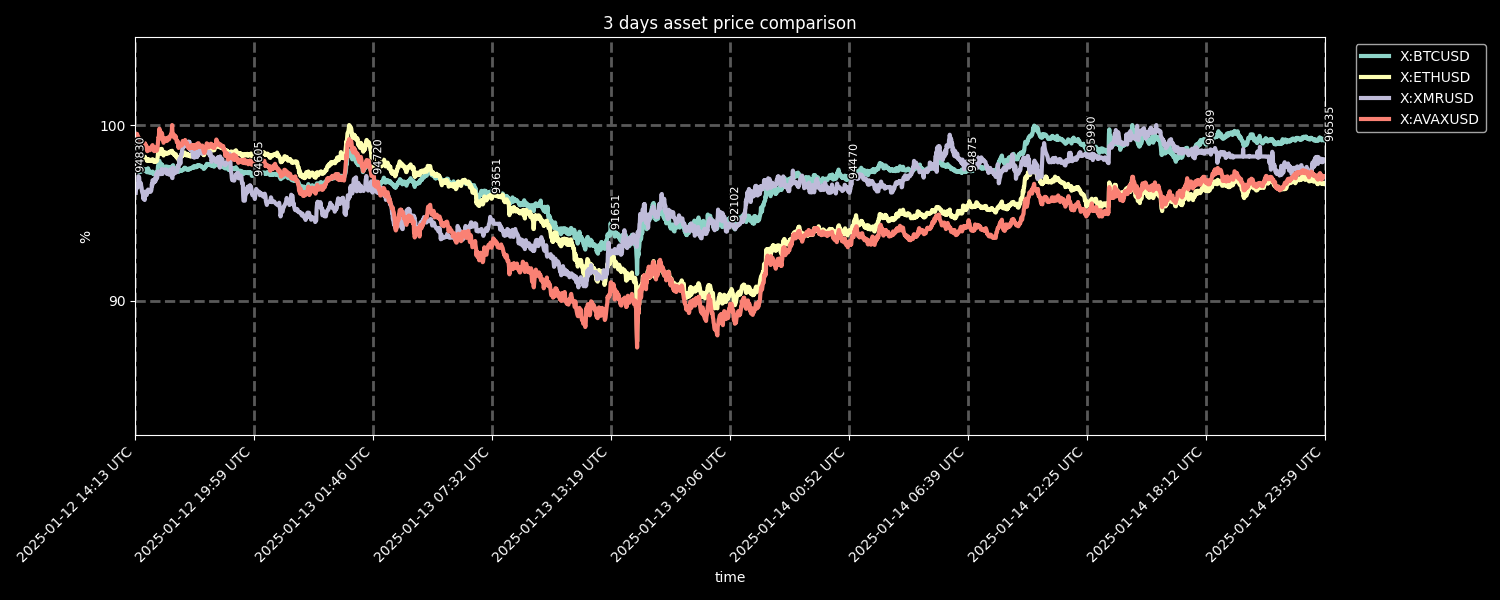 3 days asset price comparison
X:BTCUSD
X:ETHUSD
X:XMRUSD
X:AVAXUSD
100
90
%
94830
94605
94720
93651
91651
92102
94470
94875
95990
96369
96535
2025-01-12 14:13 UTC
2025-01-12 19:59 UTC
2025-01-13 01:46 UTC
2025-01-13 07:32 UTC
2025-01-13 13:19 UTC
2025-01-13 19:06 UTC
2025-01-14 00:52 UTC
2025-01-14 06:39 UTC
2025-01-14 12:25 UTC
2025-01-14 18:12 UTC
2025-01-14 23:59 UTC
time